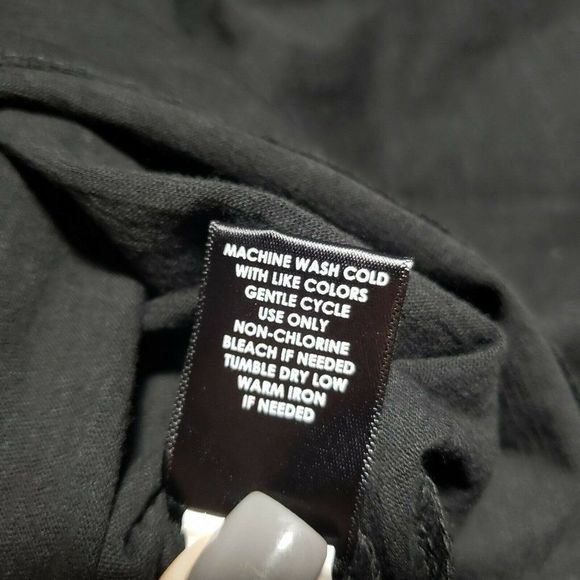 MACHINE WASH COLD
WITH LIKE COLORS
GENTLE CYCLE
USE ONLY
NON-CHLORINE
BLEACH IF NEEDED
TUMBLE DRY LOW
WARM IRON
IF NEEDED